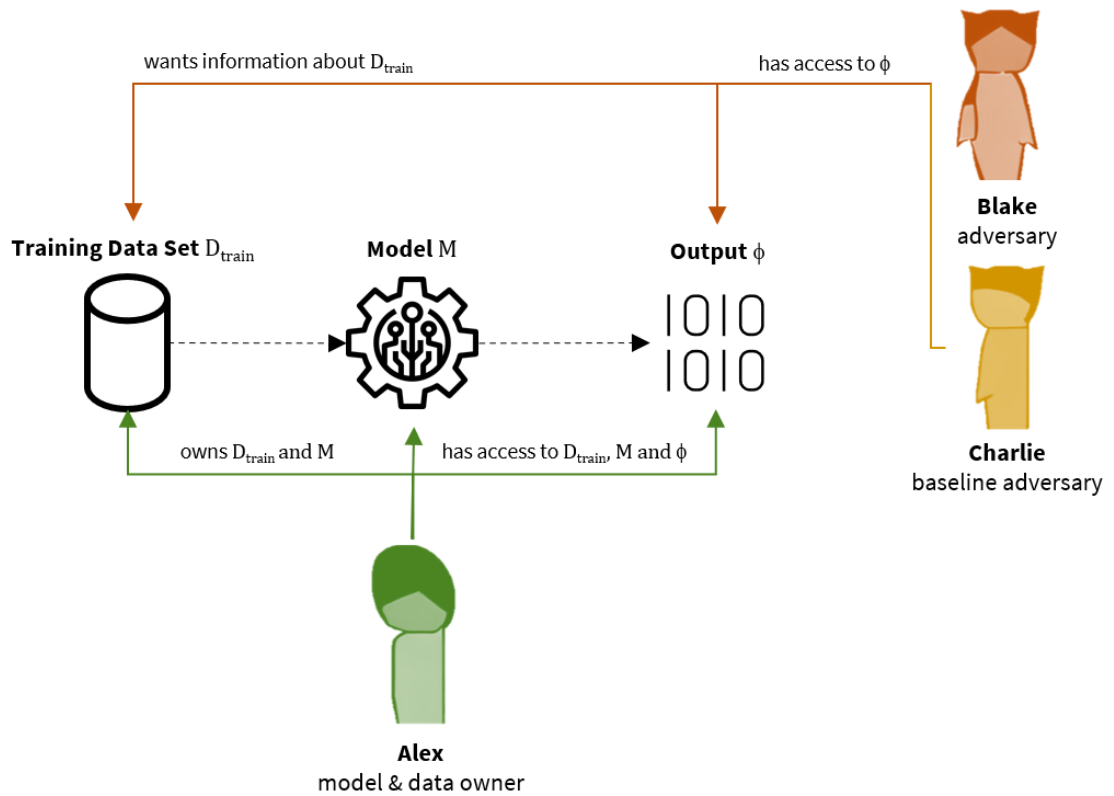 wants information about D_train
has access to ϕ
Blake
adversary
Training Data Set D_train
Model M
Output ϕ
1010
1010
Charlie
baseline adversary
owns D_train and M
has access to D_train, M and ϕ
Alex
model & data owner